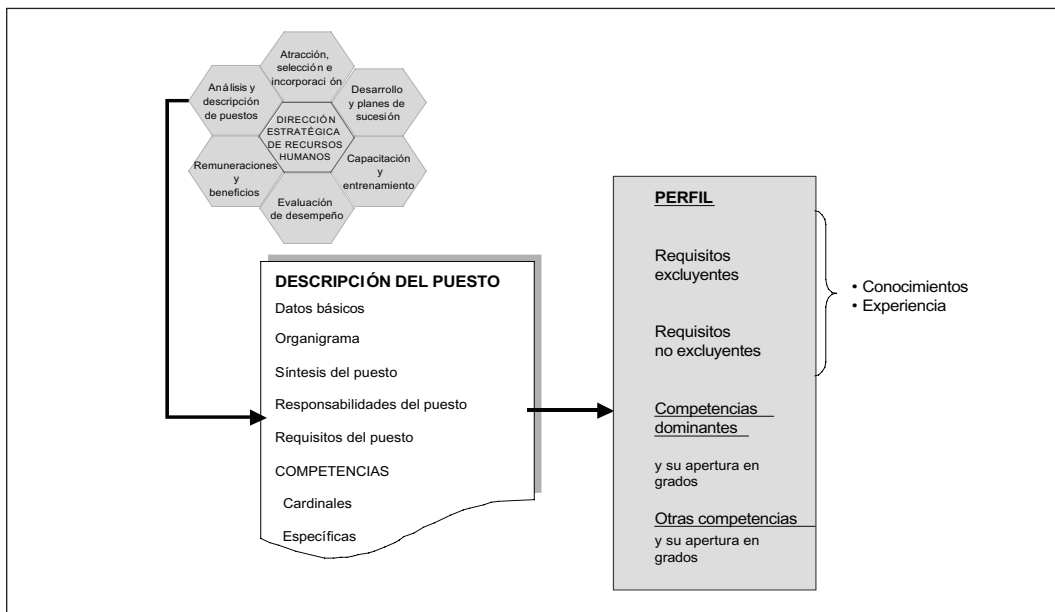 Atracción,
selección e
incorporaci ón
Análisis y
descripción
de puestos
Desarrollo
y planes de
sucesión
DIRECCIÓN
ESTRATÉGICA
DE RECURSOS
HUMANOS
Remuneraciones
y
beneficios
Capacitación
y
entrenamiento
Evaluación
de desempeño
DESCRIPCIÓN DEL PUESTO
Datos básicos
Organigrama
Síntesis del puesto
Responsabilidades del puesto
Requisitos del puesto
COMPETENCIAS
Cardinales
Específicas
PERFIL
Requisitos
excluyentes
Requisitos
no excluyentes
Competencias
dominantes
y su apertura en
grados
Otras competencias
y su apertura en
grados
• Conocimientos
• Experiencia